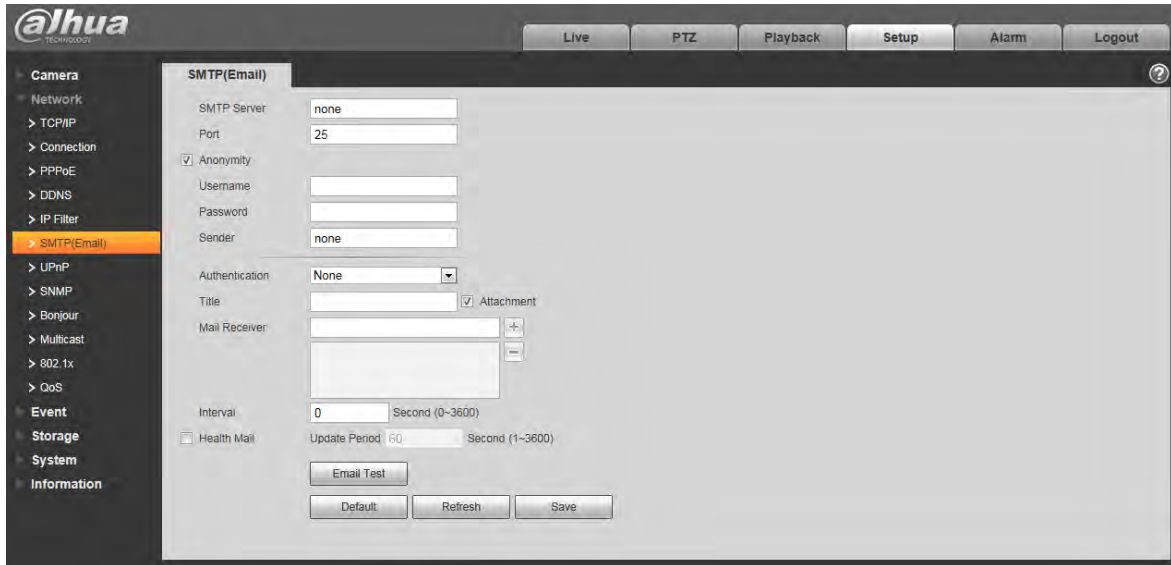 alhua
TECHNOLOGY
Live PTZ Playback Setup Alarm Logout
Camera
Network
> TCP/IP
> Connection
> PPPoE
> DDNS
> IP Filter
> SMTP(Email)
> UPnP
> SNMP
> Bonjour
> Multicast
> 802.1x
> QoS
Event
Storage
System
Information
SMTP(Email)
?
SMTP Server none
Port 25
Anonymity
Username
Password
Sender none
Authentication None
Title Attachment
Mail Receiver +
−
Interval 0 Second (0~3600)
Health Mail Update Period 60 Second (1~3600)
Email Test
Default Refresh Save